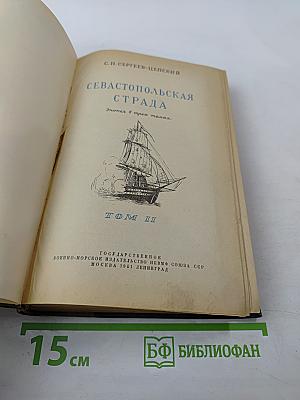 С.Н. СЕРГЕЕВ-ЦЕНСКИЙ
СЕВАСТОПОЛЬСКАЯ
СТРАДА
Эпопея в трех томах
ТОМ II
ГОСУДАРСТВЕННОЕ
ВОЕННО-МОРСКОЕ ИЗДАТЕЛЬСТВО НКВМФ СОЮЗА ССР
МОСКВА 1941 ЛЕНИНГРАД
15 см
БФ БИБЛИОФАН